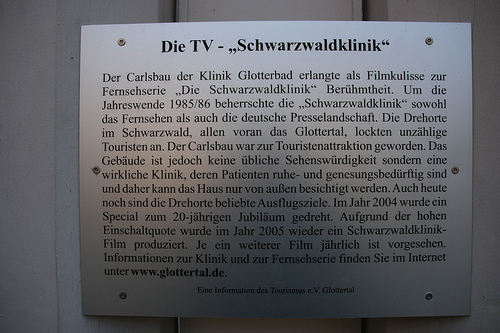 Die TV - „Schwarzwaldklinik“
Der Carlsbau der Klinik Glotterbad erlangte als Filmkulisse zur
Fernsehserie „Die Schwarzwaldklinik“ Berühmtheit. Um die
Jahreswende 1985/86 beherrschte die „Schwarzwaldklinik“ sowohl
das Fernsehen als auch die deutsche Presselandschaft. Die Drehorte
im Schwarzwald, allen voran das Glottertal, lockten unzählige
Touristen an. Der Carlsbau war zur Touristenattraktion geworden. Das
Gebäude ist jedoch keine übliche Sehenswürdigkeit sondern eine
wirkliche Klinik, deren Patienten ruhe- und genesungsbedürftig sind
und daher kann das Haus nur von außen besichtigt werden. Auch heute
noch sind die Drehorte beliebte Ausflugsziele. Im Jahr 2004 wurde ein
Special zum 20-jährigen Jubiläum gedreht. Aufgrund der hohen
Einschaltquote wurde im Jahr 2005 wieder ein Schwarzwaldklinik-
Film produziert. Je ein weiterer Film jährlich ist vorgesehen.
Informationen zur Klinik und zur Fernsehserie finden Sie im Internet
unter www.glottertal.de.
Eine Information des Tourismus e.V. Glottertal